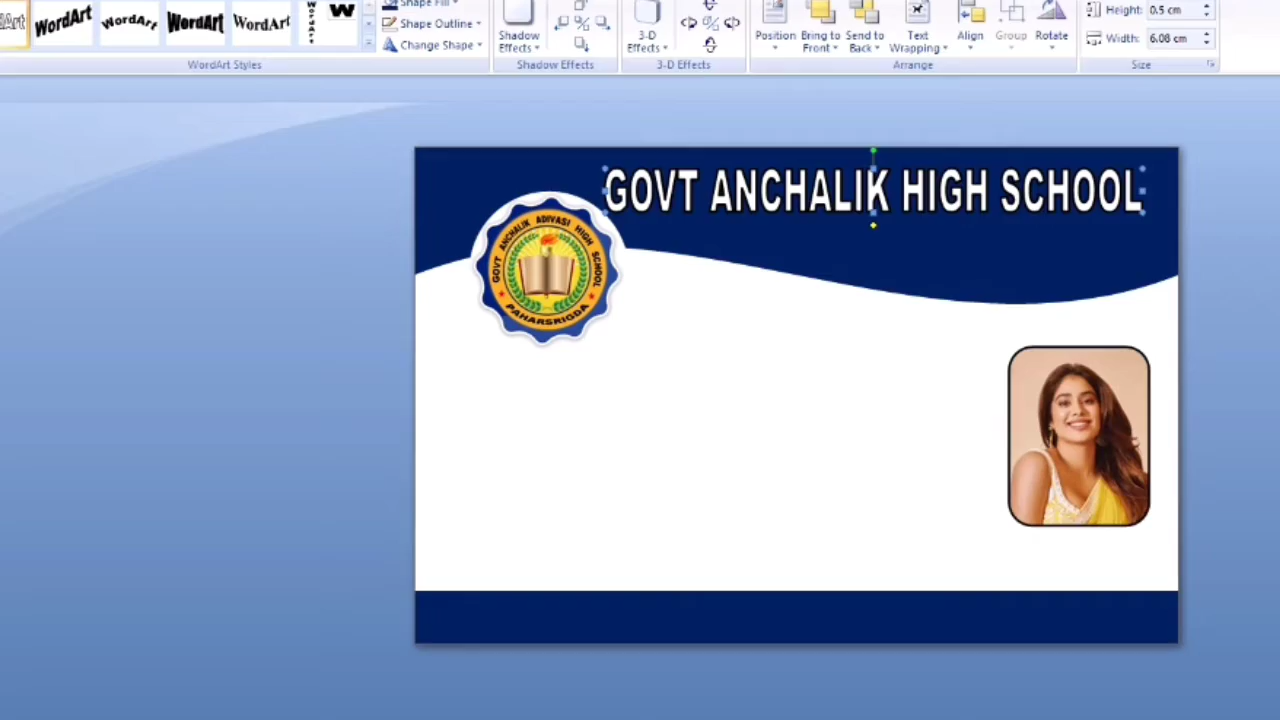 WordArt WordArt WordArt WordArt WordArt W
Shape Fill
Shape Outline
Change Shape
WordArt Styles
Shadow Effects
Shadow Effects
3-D Effects
3-D Effects
Position Bring to Front Send to Back Text Wrapping Align Group Rotate
Arrange
Height: 0.5 cm
Width: 6.08 cm
Size
GOVT ANCHALIK HIGH SCHOOL
GOVT ANCHALIK ADIVASI HIGH SCHOOL
PAHARSRIGDA